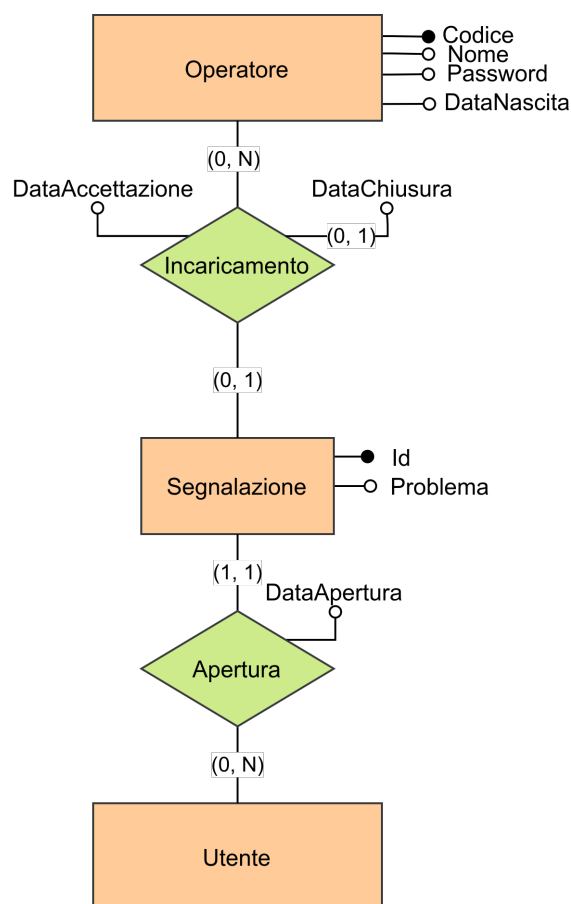 Operatore
Codice
Nome
Password
DataNascita
(0, N)
DataAccettazione
DataChiusura
(0, 1)
Incaricamento
(0, 1)
Segnalazione
Id
Problema
(1, 1)
DataApertura
Apertura
(0, N)
Utente